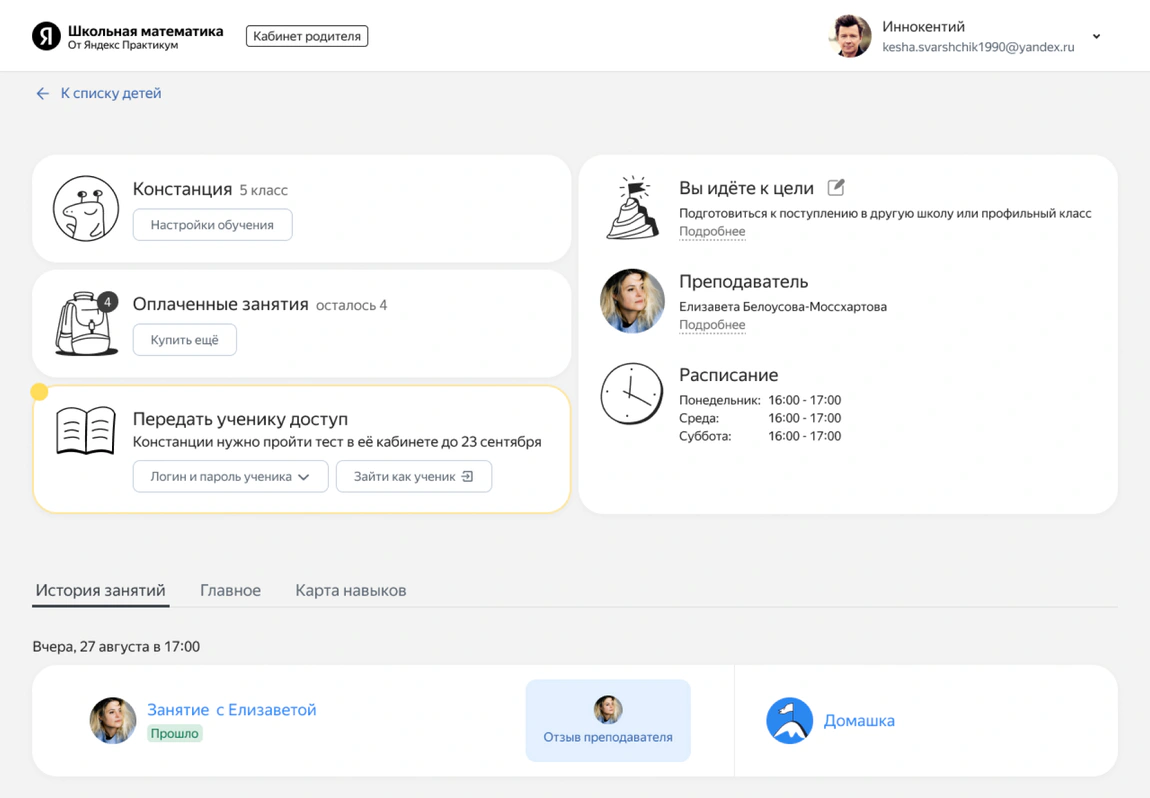 Я
Школьная математика
От Яндекс Практикум
Кабинет родителя
Иннокентий
kesha.svarshchik1990@yandex.ru
К списку детей
Констанция 5 класс
Настройки обучения
4
Оплаченные занятия осталось 4
Купить ещё
Передать ученику доступ
Констанции нужно пройти тест в её кабинете до 23 сентября
Логин и пароль ученика
Зайти как ученик
Вы идёте к цели
Подготовиться к поступлению в другую школу или профильный класс
Подробнее
Преподаватель
Елизавета Белоусова-Моссхартова
Подробнее
Расписание
Понедельник: 16:00 - 17:00
Среда: 16:00 - 17:00
Суббота: 16:00 - 17:00
История занятий
Главное
Карта навыков
Вчера, 27 августа в 17:00
Занятие с Елизаветой
Прошло
Отзыв преподавателя
Домашка